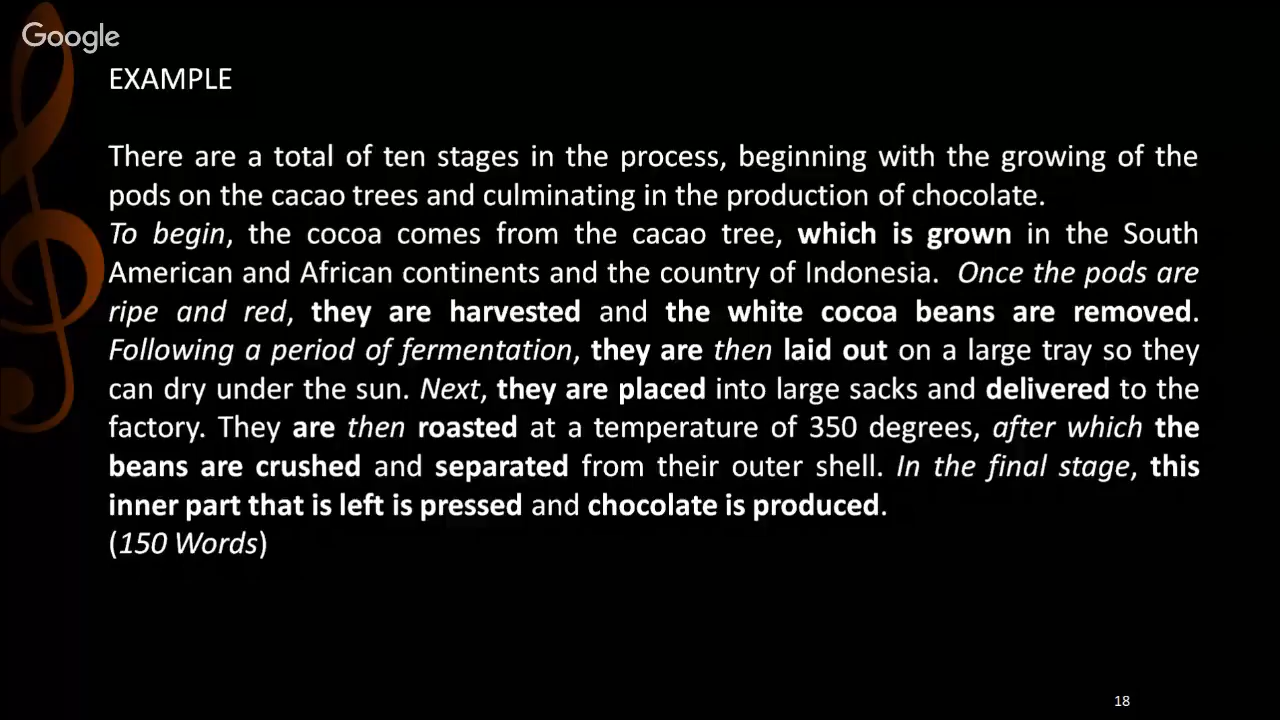 Google
EXAMPLE
There are a total of ten stages in the process, beginning with the growing of the
pods on the cacao trees and culminating in the production of chocolate.
To begin, the cocoa comes from the cacao tree, which is grown in the South
American and African continents and the country of Indonesia.  Once the pods are
ripe and red, they are harvested and the white cocoa beans are removed.
Following a period of fermentation, they are then laid out on a large tray so they
can dry under the sun. Next, they are placed into large sacks and delivered to the
factory. They are then roasted at a temperature of 350 degrees, after which the
beans are crushed and separated from their outer shell. In the final stage, this
inner part that is left is pressed and chocolate is produced.
(150 Words)
18